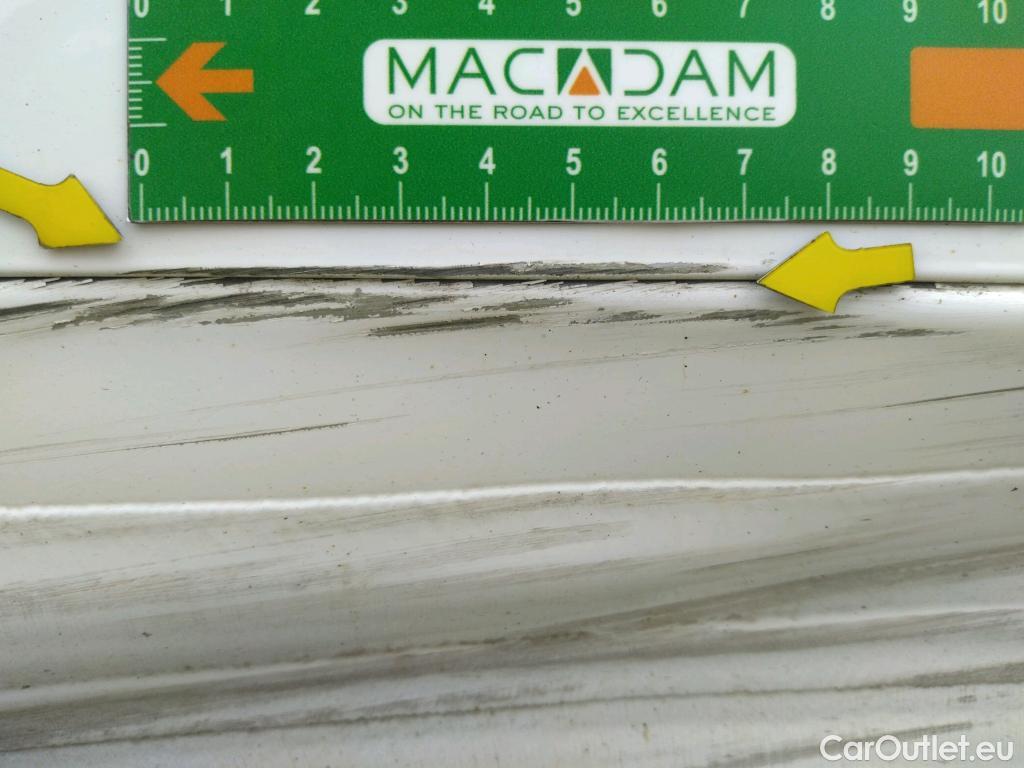 0 1 2 3 4 5 6 7 8 9 10
MACADAM
ON THE ROAD TO EXCELLENCE
0 1 2 3 4 5 6 7 8 9 10
CarOutlet.eu